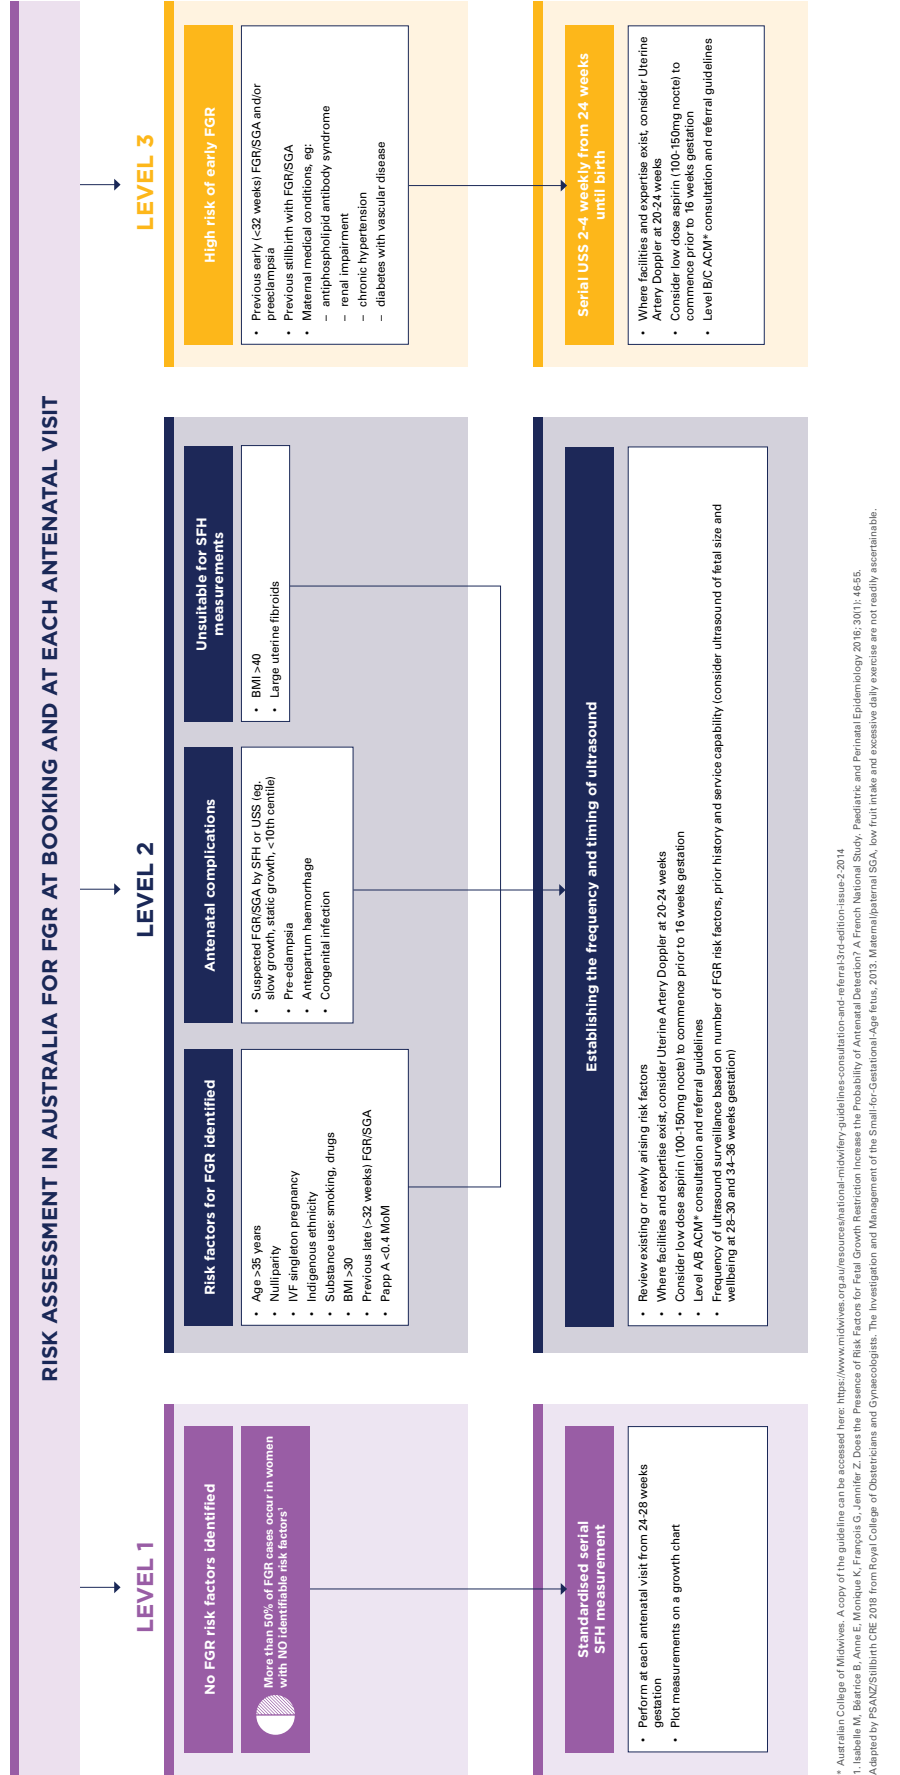 RISK ASSESSMENT IN AUSTRALIA FOR FGR AT BOOKING AND AT EACH ANTENATAL VISIT
LEVEL 1
No FGR risk factors identified
More than 50% of FGR cases occur in women
with NO identifiable risk factors¹
Standardised serial
SFH measurement
• Perform at each antenatal visit from 24-28 weeks
gestation
• Plot measurements on a growth chart
LEVEL 2
Risk factors for FGR identified
• Age >35 years
• Nulliparity
• IVF singleton pregnancy
• Indigenous ethnicity
• Substance use: smoking, drugs
• BMI >30
• Previous late (>32 weeks) FGR/SGA
• Papp A <0.4 MoM
Antenatal complications
• Suspected FGR/SGA by SFH or USS (eg.
slow growth, static growth, <10th centile)
• Pre-eclampsia
• Antepartum haemorrhage
• Congenital infection
Unsuitable for SFH
measurements
• BMI >40
• Large uterine fibroids
Establishing the frequency and timing of ultrasound
• Review existing or newly arising risk factors
• Where facilities and expertise exist, consider Uterine Artery Doppler at 20-24 weeks
• Consider low dose aspirin (100-150mg nocte) to commence prior to 16 weeks gestation
• Level A/B ACM* consultation and referral guidelines
• Frequency of ultrasound surveillance based on number of FGR risk factors, prior history and service capability (consider ultrasound of fetal size and
wellbeing at 28–30 and 34–36 weeks gestation)
LEVEL 3
High risk of early FGR
• Previous early (<32 weeks) FGR/SGA and/or
preeclampsia
• Previous stillbirth with FGR/SGA
• Maternal medical conditions, eg:
– antiphospholipid antibody syndrome
– renal impairment
– chronic hypertension
– diabetes with vascular disease
Serial USS 2-4 weekly from 24 weeks
until birth
• Where facilities and expertise exist, consider Uterine
Artery Doppler at 20-24 weeks
• Consider low dose aspirin (100-150mg nocte) to
commence prior to 16 weeks gestation
• Level B/C ACM* consultation and referral guidelines
* Australian College of Midwives. A copy of the guideline can be accessed here: https://www.midwives.org.au/resources/national-midwifery-guidelines-consultation-and-referral-3rd-edition-issue-2-2014
1. Isabelle M, Béatrice B, Anne E, Monique K, François G, Jennifer Z. Does the Presence of Risk Factors for Fetal Growth Restriction Increase the Probability of Antenatal Detection? A French National Study. Paediatric and Perinatal Epidemiology 2016; 30(1): 46-55.
Adapted by PSANZ/Stillbirth CRE 2018 from Royal College of Obstetricians and Gynaecologists. The Investigation and Management of the Small-for-Gestational-Age fetus, 2013. Maternal/paternal SGA, low fruit intake and excessive daily exercise are not readily ascertainable.